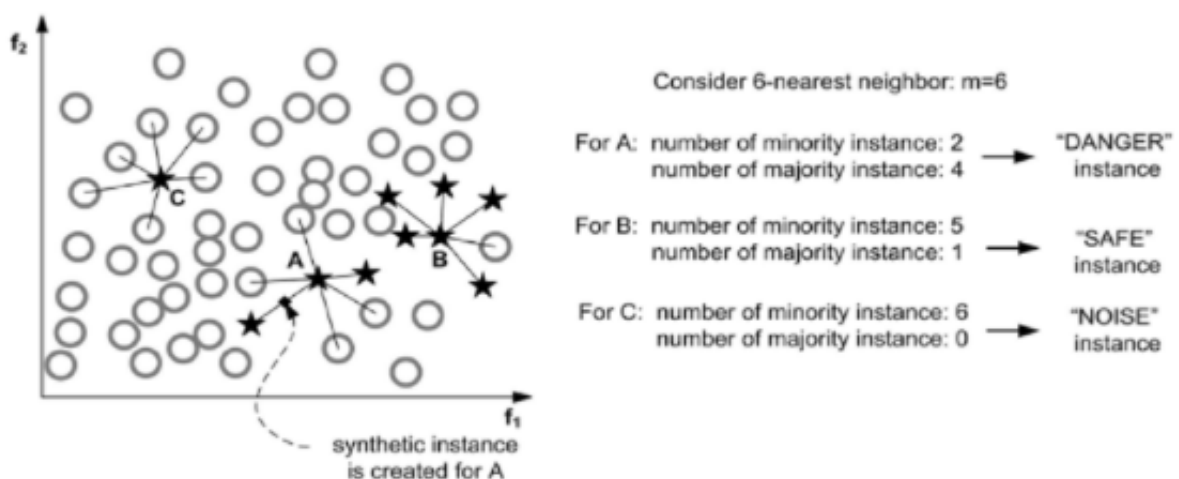 f2
C
A
B
f1
synthetic instance
is created for A
Consider 6-nearest neighbor: m=6
For A: number of minority instance: 2
number of majority instance: 4
"DANGER"
instance
For B: number of minority instance: 5
number of majority instance: 1
"SAFE"
instance
For C: number of minority instance: 6
number of majority instance: 0
"NOISE"
instance